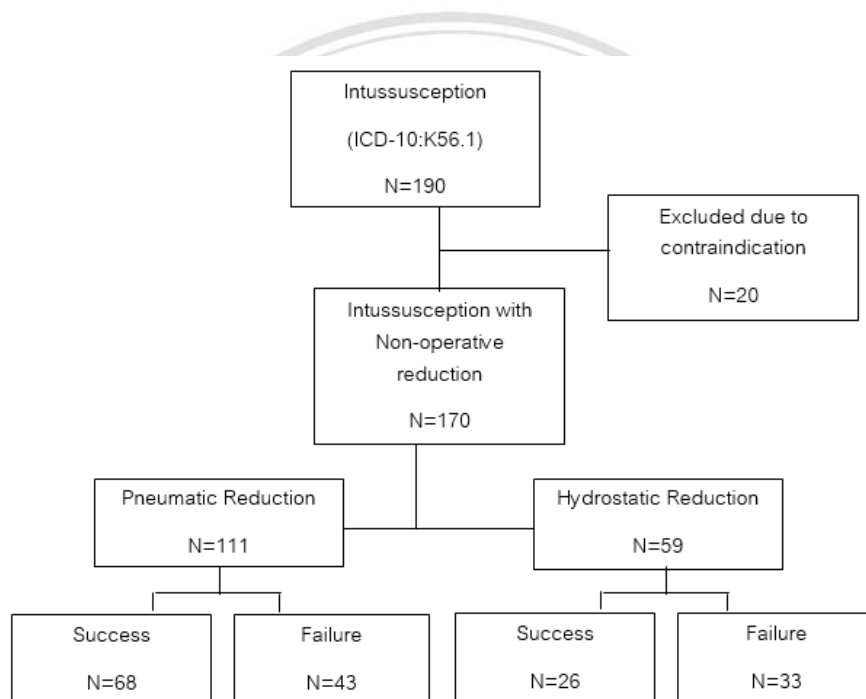 Intussusception
(ICD-10:K56.1)
N=190
Excluded due to
contraindication
N=20
Intussusception with
Non-operative
reduction
N=170
Pneumatic Reduction
N=111
Hydrostatic Reduction
N=59
Success
N=68
Failure
N=43
Success
N=26
Failure
N=33